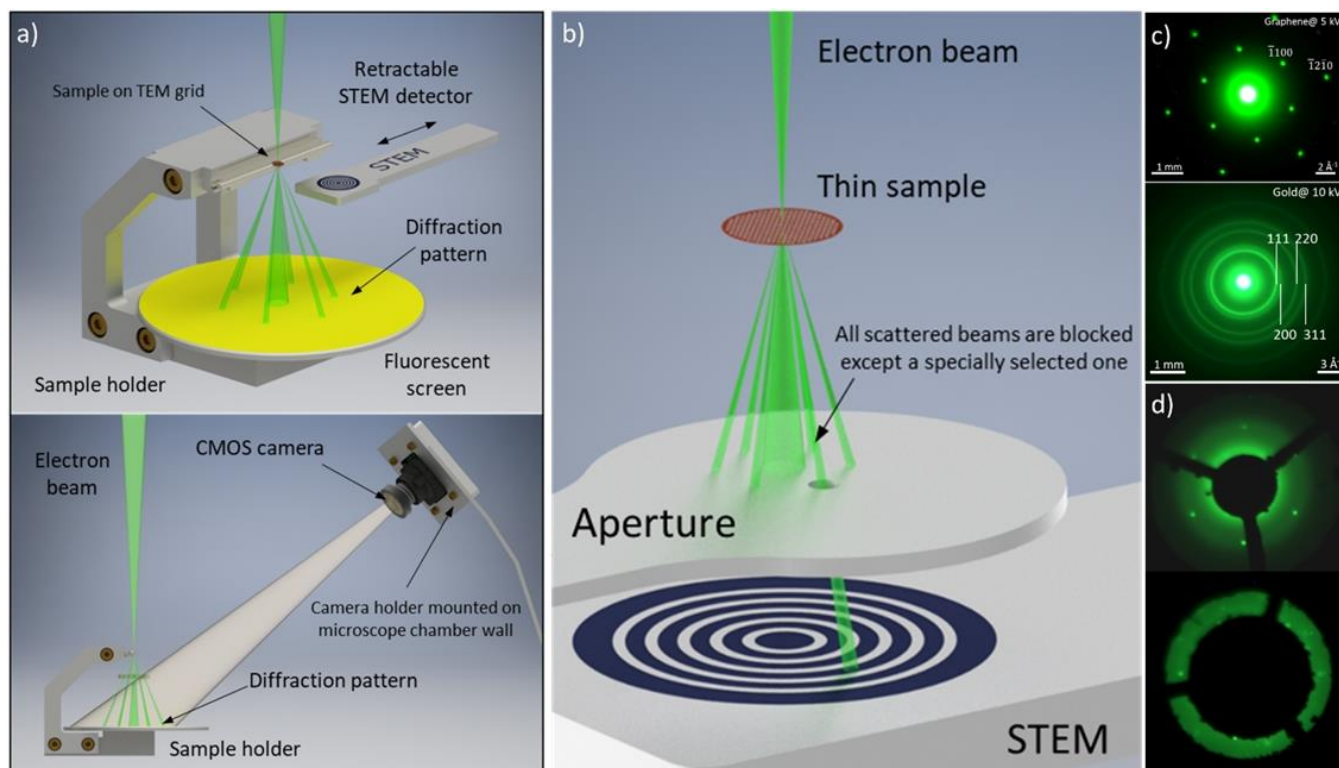 a)
Sample on TEM grid
Retractable
STEM detector
STEM
Diffraction
pattern
Fluorescent
screen
Sample holder
Electron
beam
CMOS camera
Camera holder mounted on
microscope chamber wall
Diffraction pattern
Sample holder
b)
Electron beam
Thin sample
All scattered beams are blocked
except a specially selected one
Aperture
STEM
c)
Graphene@ 5 kV
1̅100
1̅21̅0
1 mm
2 Å⁻¹
Gold@ 10 kV
111 220
200 311
1 mm
d)